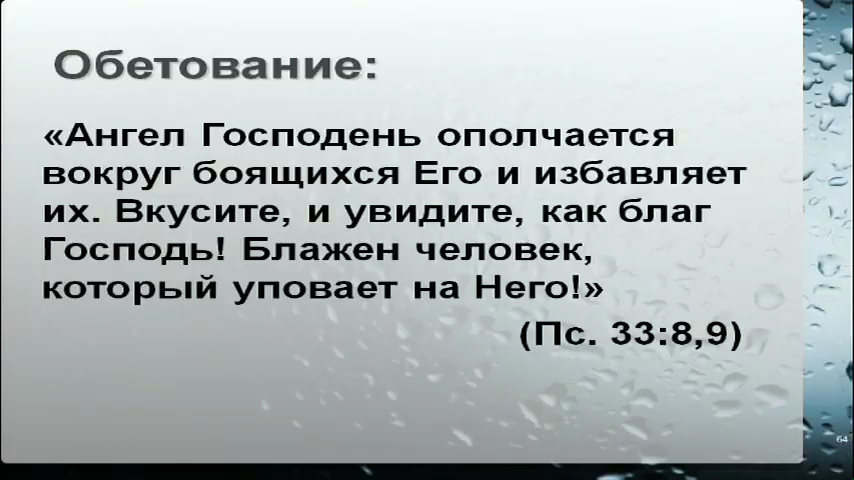 Обетование:
«Ангел Господень ополчается
вокруг боящихся Его и избавляет
их. Вкусите, и увидите, как благ
Господь! Блажен человек,
который уповает на Него!»
(Пс. 33:8,9)
64